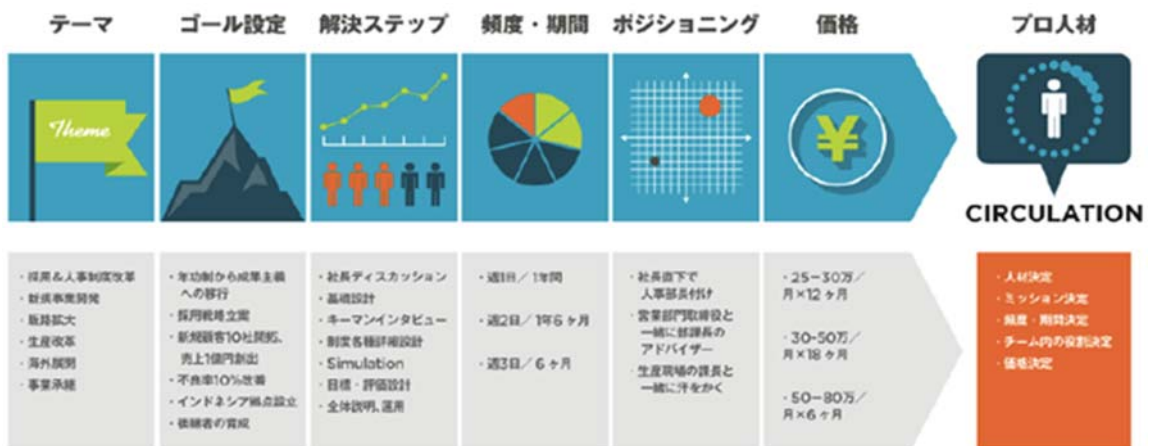 テーマ
ゴール設定
解決ステップ
頻度・期間
ポジショニング
価格
プロ人材
Theme
¥
CIRCULATION
・採用&人事制度改革
・新規事業開発
・販路拡大
・生産改革
・海外展開
・事業承継
・年功制から成果主義
への移行
・採用戦略立案
・新規顧客10社開拓、
売上1億円創出
・不良率10%改善
・インドネシア拠点設立
・後継者の育成
・社長ディスカッション
・基礎設計
・キーマンインタビュー
・制度各種詳細設計
・Simulation
・目標・評価設計
・全体説明、運用
・週1日/1年間
・週2日/1年6ヶ月
・週3日/6ヶ月
・社長直下で
人事部長付け
・営業部門取締役と
一緒に部課長の
アドバイザー
・生産現場の課長と
一緒に汗をかく
・25-30万/
月×12ヶ月
・30-50万/
月×18ヶ月
・50-80万/
月×6ヶ月
・人材決定
・ミッション決定
・頻度・期間決定
・チーム内の役割決定
・価格決定